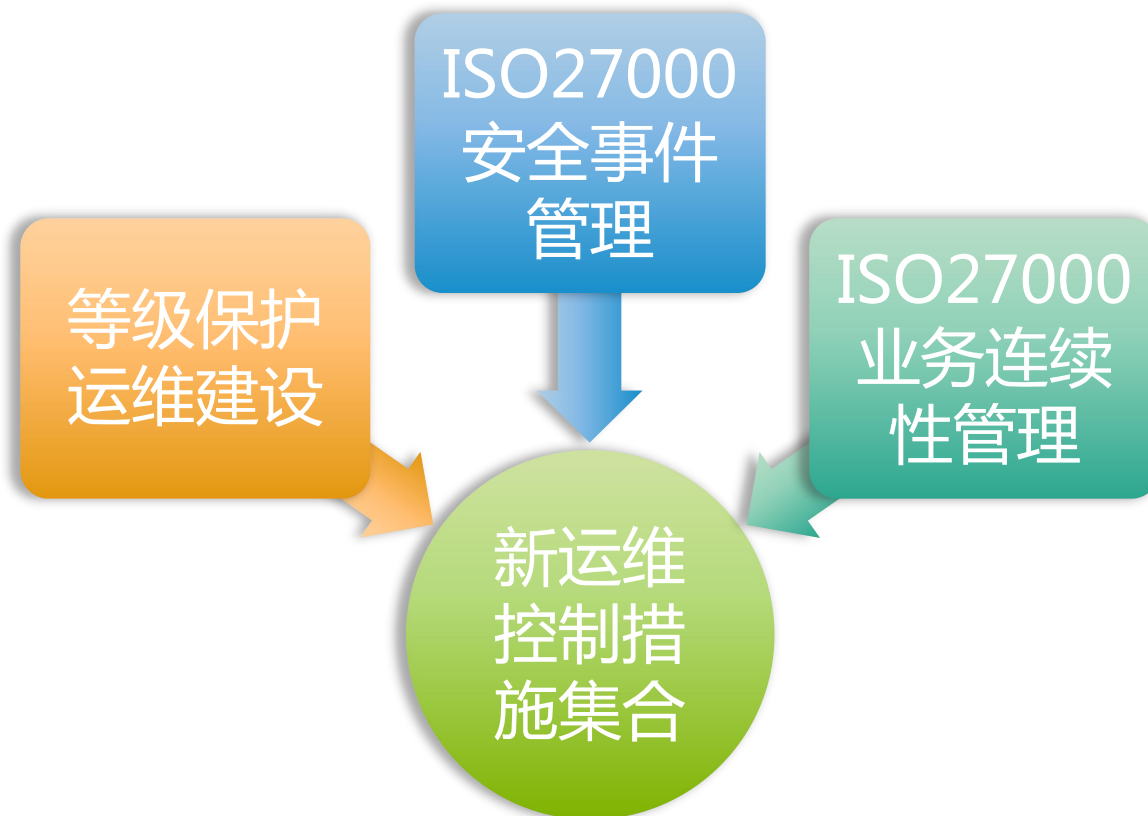 ISO27000
安全事件
管理
等级保护
运维建设
ISO27000
业务连续
性管理
新运维
控制措
施集合